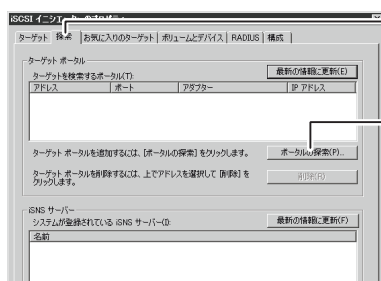 iSCSI イニシエーターのプロパティ
ターゲット 探索 お気に入りのターゲット ボリュームとデバイス RADIUS 構成
ターゲット ポータル
ターゲットを検索するポータル(T): 最新の情報に更新(E)
アドレス ポート アダプター IP アドレス
ターゲット ポータルを追加するには、[ポータルの探索] をクリックします。 ポータルの探索(P)...
ターゲット ポータルを削除するには、上でアドレスを選択して [削除] を
クリックします。 削除(R)
iSNS サーバー
システムが登録されている iSNS サーバー(I): 最新の情報に更新(F)
名前